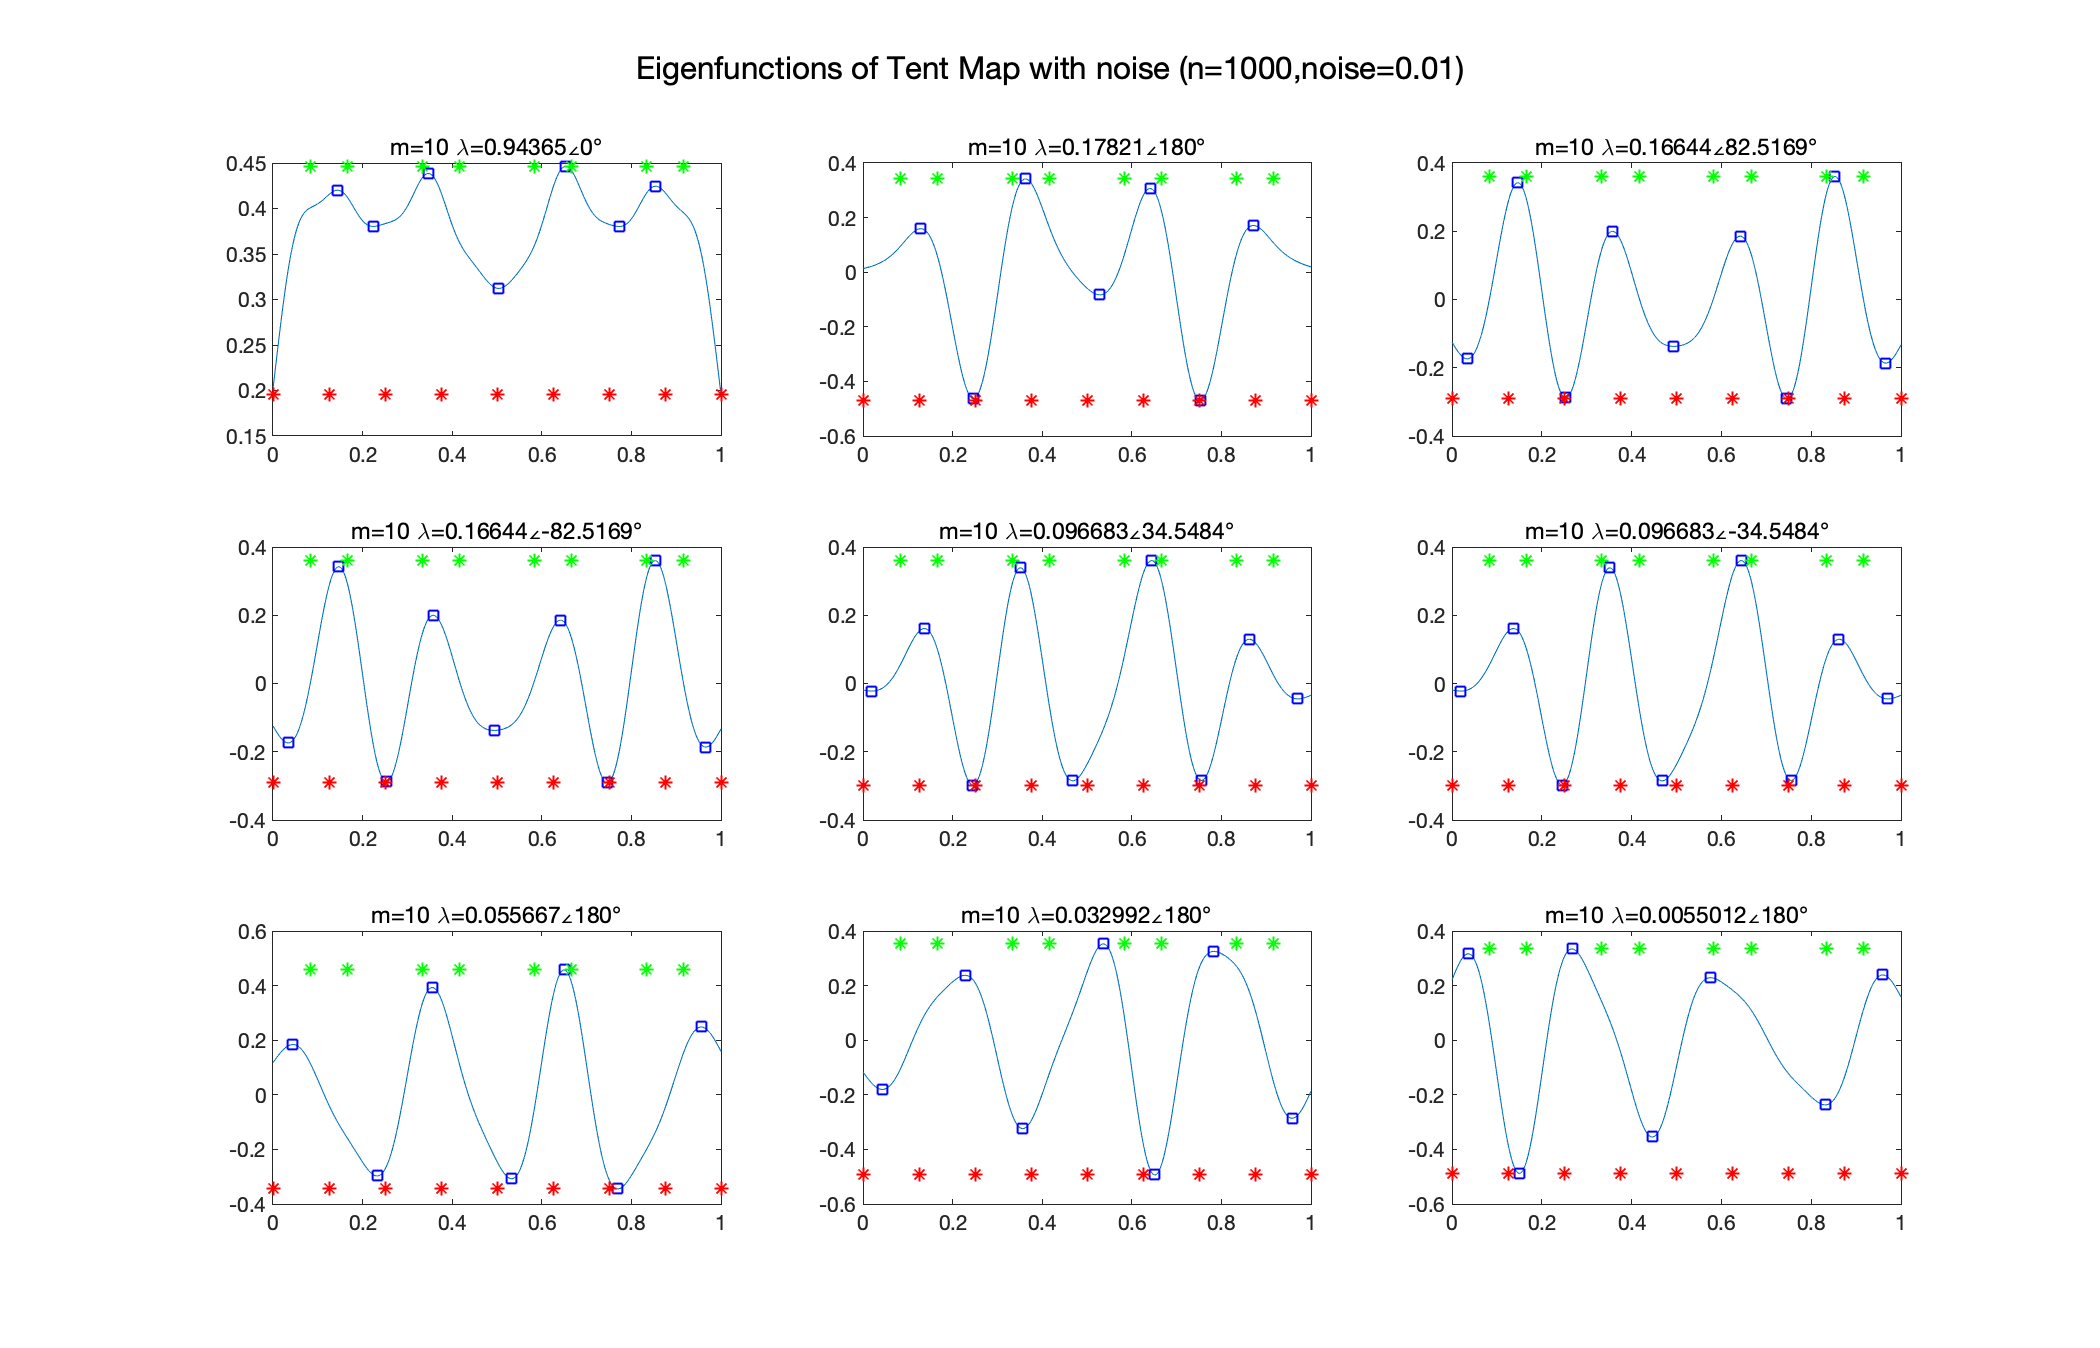 Eigenfunctions of Tent Map with noise (n=1000,noise=0.01)
m=10 λ=0.94365∠0°
0.45
0.4
0.35
0.3
0.25
0.2
0.15
0 0.2 0.4 0.6 0.8 1
m=10 λ=0.17821∠180°
0.4
0.2
0
-0.2
-0.4
-0.6
0 0.2 0.4 0.6 0.8 1
m=10 λ=0.16644∠82.5169°
0.4
0.2
0
-0.2
-0.4
0 0.2 0.4 0.6 0.8 1
m=10 λ=0.16644∠-82.5169°
0.4
0.2
0
-0.2
-0.4
0 0.2 0.4 0.6 0.8 1
m=10 λ=0.096683∠34.5484°
0.4
0.2
0
-0.2
-0.4
0 0.2 0.4 0.6 0.8 1
m=10 λ=0.096683∠-34.5484°
0.4
0.2
0
-0.2
-0.4
0 0.2 0.4 0.6 0.8 1
m=10 λ=0.055667∠180°
0.6
0.4
0.2
0
-0.2
-0.4
0 0.2 0.4 0.6 0.8 1
m=10 λ=0.032992∠180°
0.4
0.2
0
-0.2
-0.4
-0.6
0 0.2 0.4 0.6 0.8 1
m=10 λ=0.0055012∠180°
0.4
0.2
0
-0.2
-0.4
-0.6
0 0.2 0.4 0.6 0.8 1